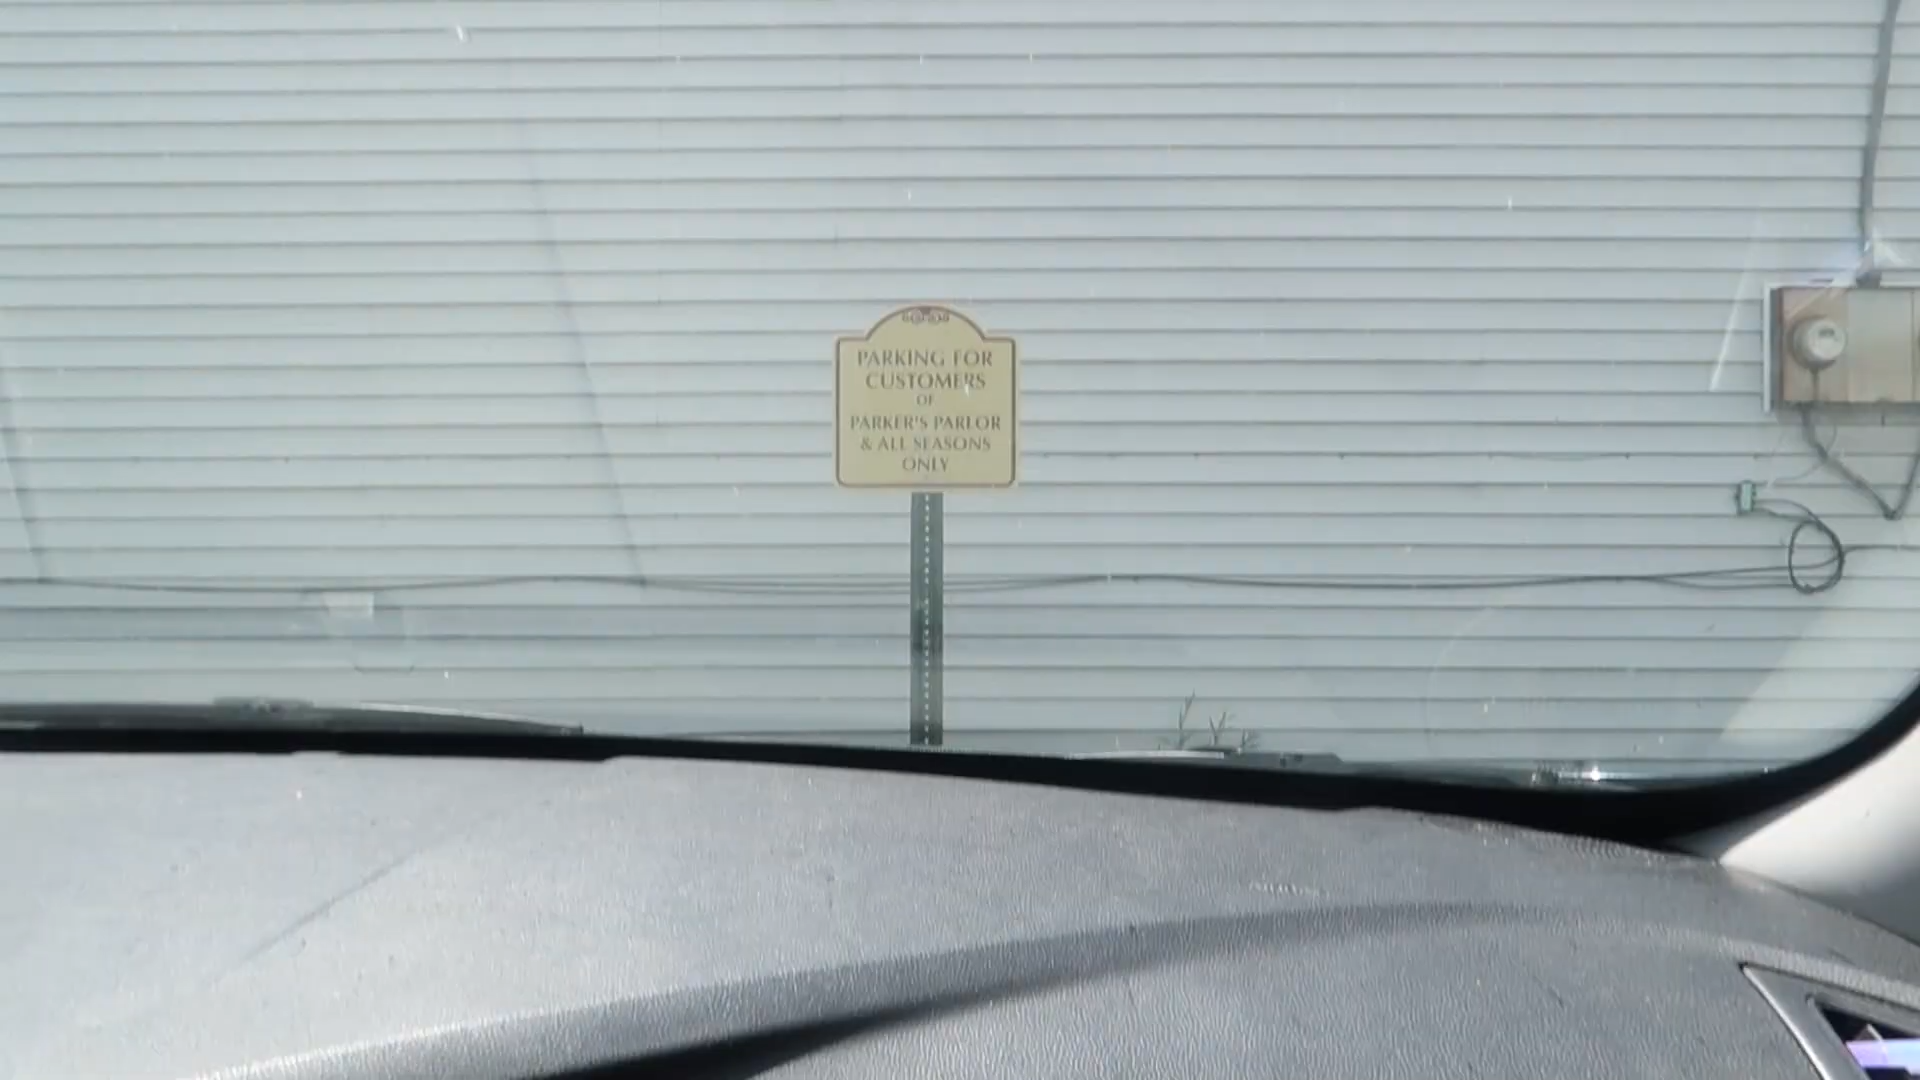 PARKING FOR
CUSTOMERS
OF
PARKER'S PARLOR
& ALL SEASONS
ONLY